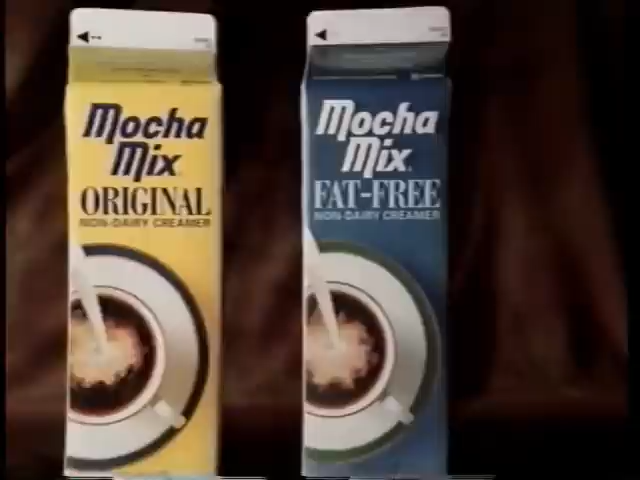 Mocha
Mix
ORIGINAL
NON-DAIRY CREAMER
Mocha
Mix
FAT-FREE
NON-DAIRY CREAMER